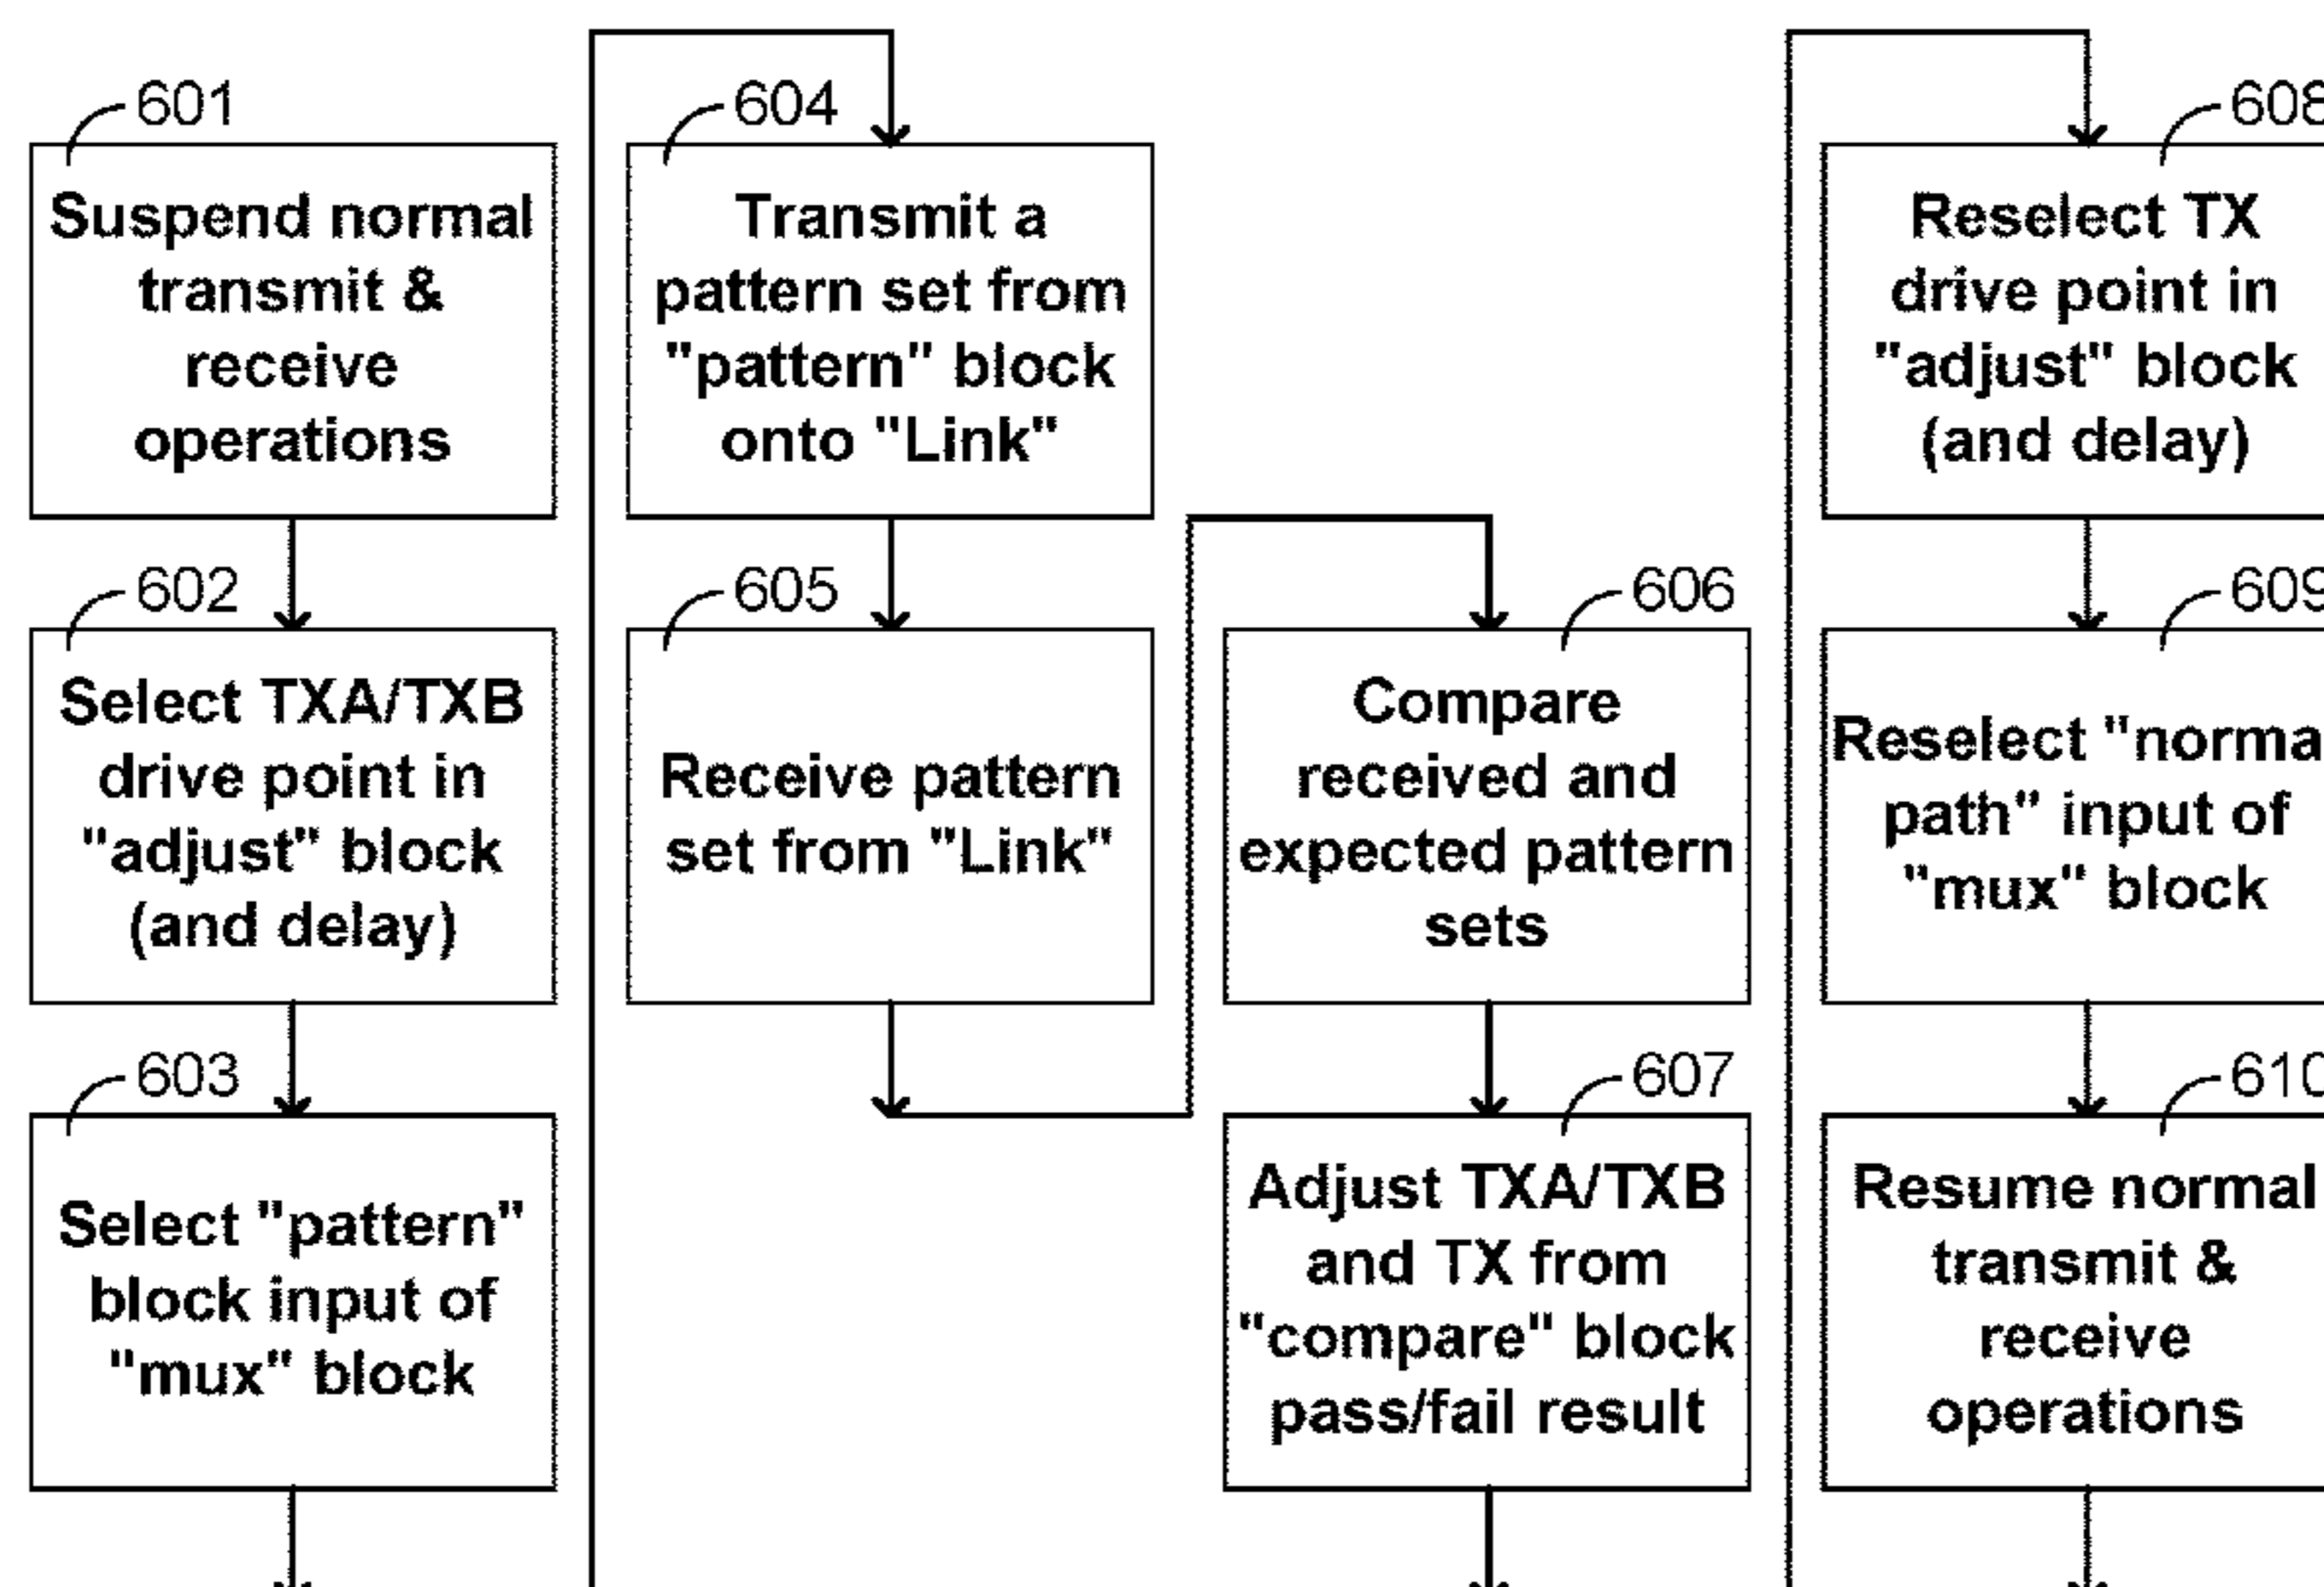 601
Suspend normal
transmit &
receive
operations
602
Select TXA/TXB
drive point in
"adjust" block
(and delay)
603
Select "pattern"
block input of
"mux" block
604
Transmit a
pattern set from
"pattern" block
onto "Link"
605
Receive pattern
set from "Link"
606
Compare
received and
expected pattern
sets
607
Adjust TXA/TXB
and TX from
"compare" block
pass/fail result
608
Reselect TX
drive point in
"adjust" block
(and delay)
609
Reselect "norma
path" input of
"mux" block
610
Resume normal
transmit &
receive
operations